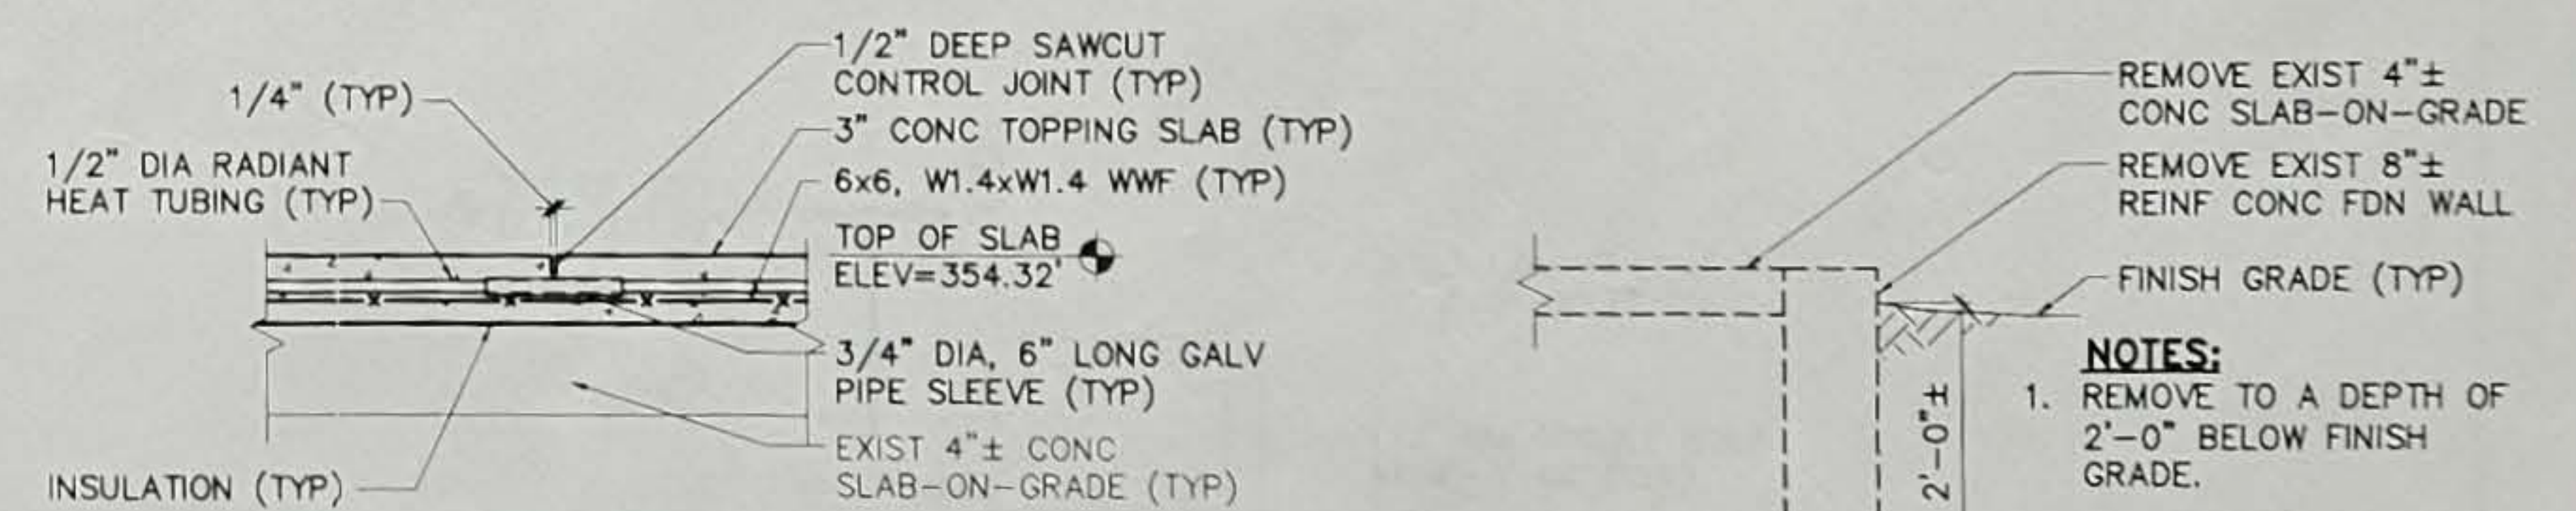 1/2" DEEP SAWCUT
CONTROL JOINT (TYP)
1/4" (TYP)
3" CONC TOPPING SLAB (TYP)
1/2" DIA RADIANT
HEAT TUBING (TYP)
6x6, W1.4xW1.4 WWF (TYP)
TOP OF SLAB
ELEV=354.32'
3/4" DIA, 6" LONG GALV
PIPE SLEEVE (TYP)
EXIST 4"± CONC
SLAB-ON-GRADE (TYP)
INSULATION (TYP)
REMOVE EXIST 4"±
CONC SLAB-ON-GRADE
REMOVE EXIST 8"±
REINF CONC FDN WALL
FINISH GRADE (TYP)
2'-0"±
NOTES:
1. REMOVE TO A DEPTH OF
2'-0" BELOW FINISH
GRADE.